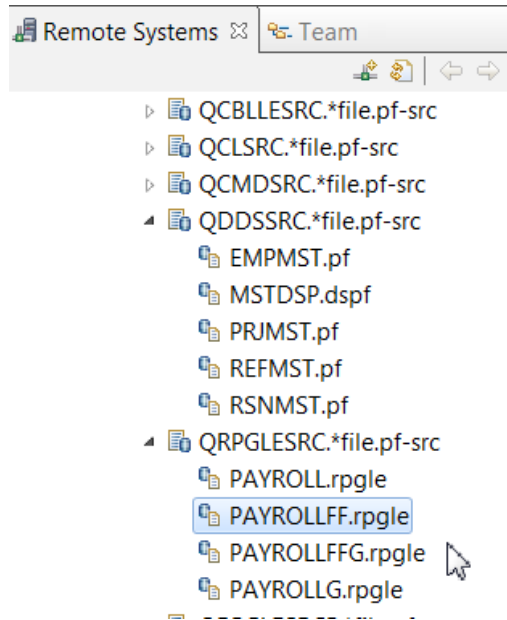 Remote Systems Team
QCBLLESRC.*file.pf-src
QCLSRC.*file.pf-src
QCMDSRC.*file.pf-src
QDDSSRC.*file.pf-src
EMPMST.pf
MSTDSP.dspf
PRJMST.pf
REFMST.pf
RSNMST.pf
QRPGLESRC.*file.pf-src
PAYROLL.rpgle
PAYROLLFF.rpgle
PAYROLLFFG.rpgle
PAYROLLG.rpgle